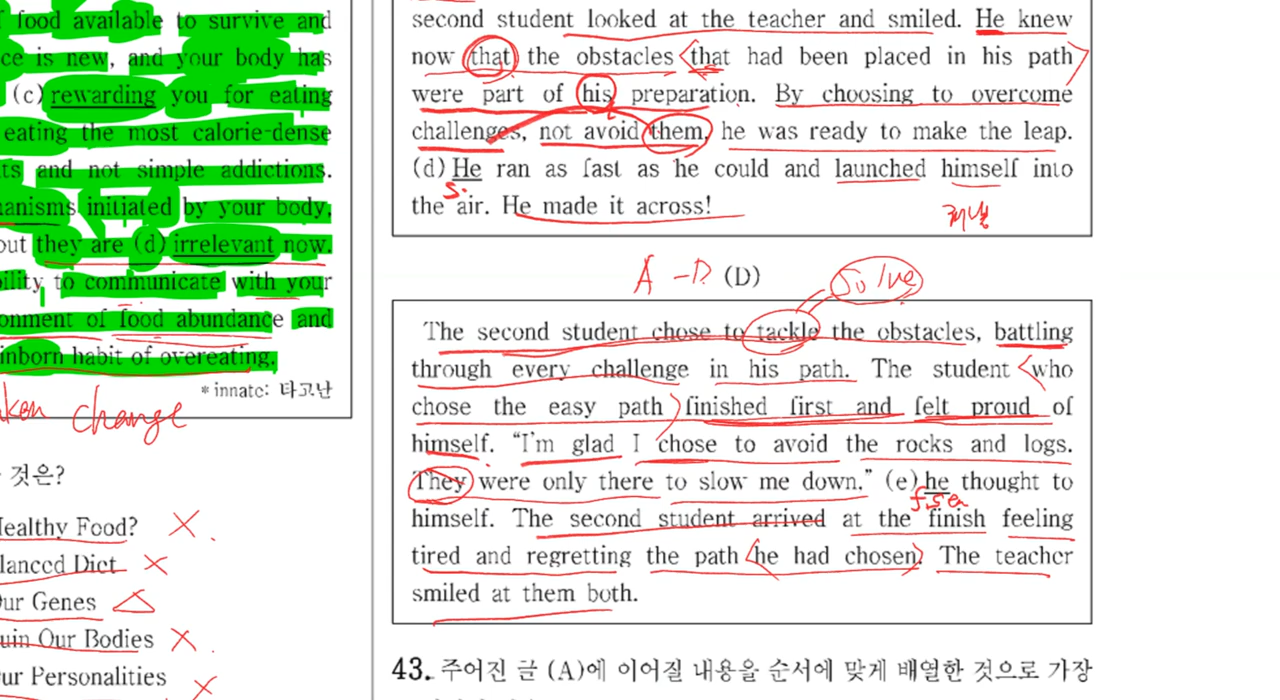 food available to survive and
ce is new, and your body has
(c) rewarding you for eating
eating the most calorie-dense
ts and not simple addictions.
anisms initiated by your body,
out they are (d) irrelevant now.
ility to communicate with your
onment of food abundance and
inborn habit of overeating.
* innate: 타고난
ken change
것은?
Healthy Food? X
lanced Diet X
ur Genes △
uin Our Bodies X
ur Personalities X
second student looked at the teacher and smiled. He knew
now that the obstacles that had been placed in his path
were part of his preparation. By choosing to overcome
challenges, not avoid them, he was ready to make the leap.
(d) He ran as fast as he could and launched himself into
s.
the air. He made it across!
A - D (D) solve
The second student chose to tackle the obstacles, battling
through every challenge in his path. The student who
chose the easy path finished first and felt proud of
himself. “I'm glad I chose to avoid the rocks and logs.
They were only there to slow me down.” (e) he thought to
himself. The second student arrived at the finish feeling
tired and regretting the path he had chosen. The teacher
smiled at them both.
43. 주어진 글 (A)에 이어질 내용을 순서에 맞게 배열한 것으로 가장